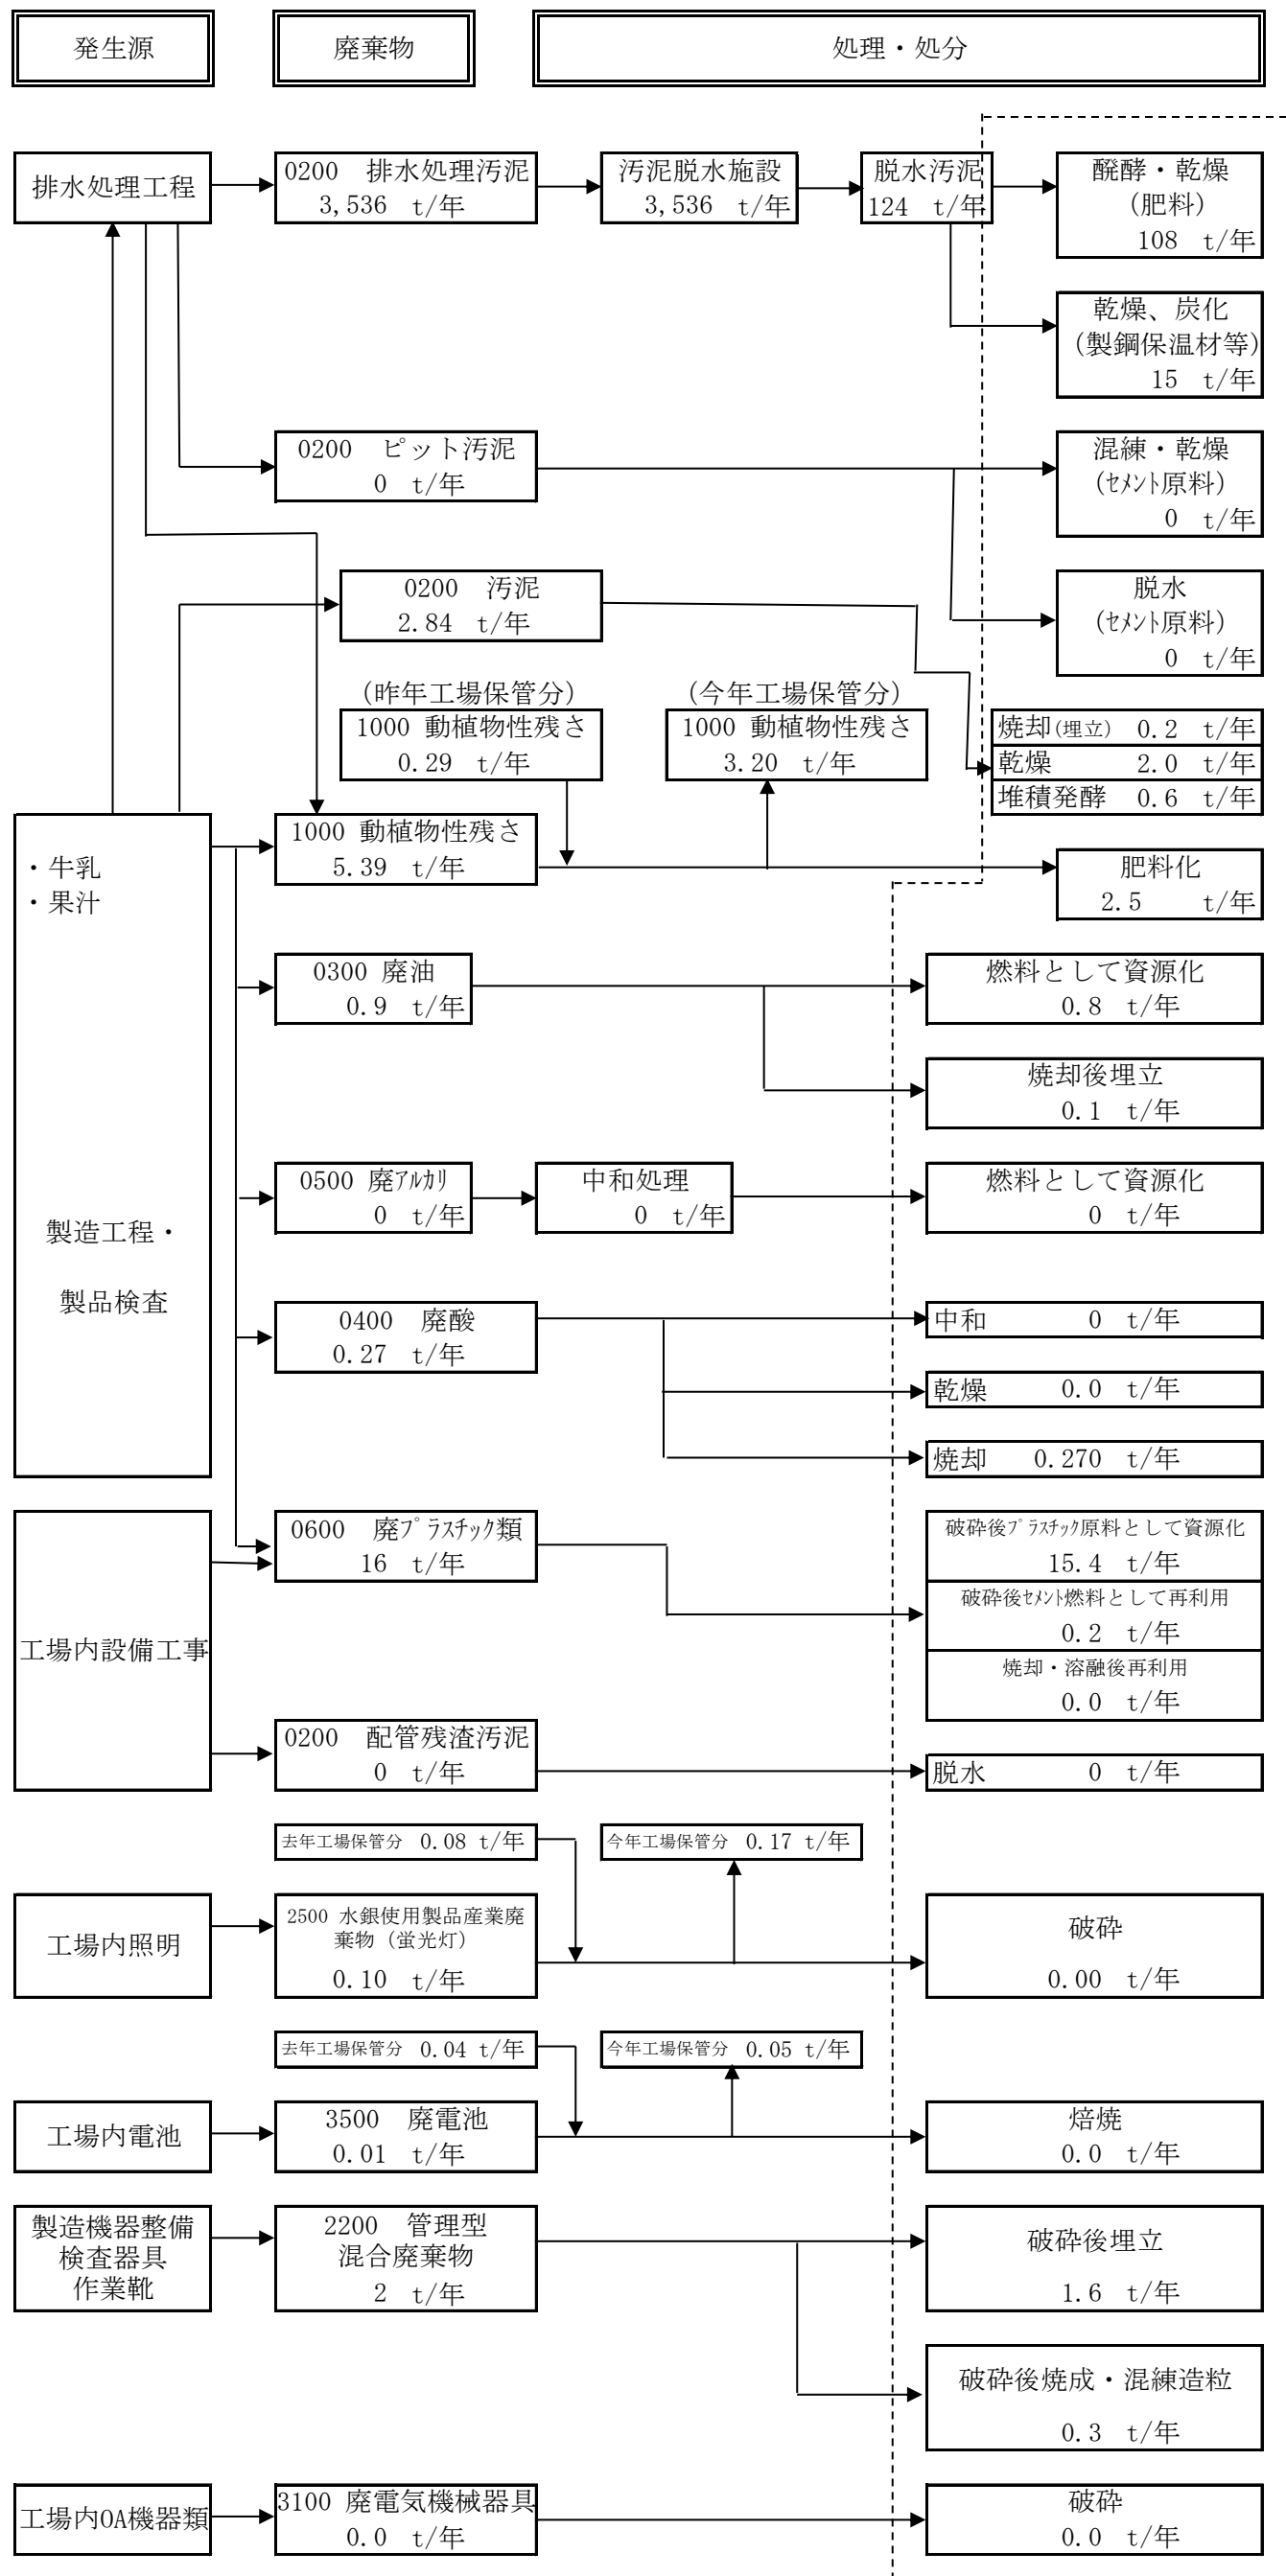 発生源
廃棄物
処理・処分
排水処理工程
0200　排水処理汚泥
3,536　t/年
汚泥脱水施設
3,536　t/年
脱水汚泥
124　t/年
醗酵・乾燥
(肥料)
108　t/年
乾燥、炭化
(製鋼保温材等)
15　t/年
0200　ピット汚泥
0　t/年
混練・乾燥
(ｾﾒﾝﾄ原料)
0　t/年
0200　汚泥
2.84　t/年
脱水
(ｾﾒﾝﾄ原料)
0　t/年
(昨年工場保管分)
1000 動植物性残さ
0.29　t/年
(今年工場保管分)
1000 動植物性残さ
3.20　t/年
焼却(埋立)　0.2　t/年
乾燥　2.0　t/年
堆積発酵　0.6　t/年
・牛乳
・果汁
製造工程・
製品検査
1000 動植物性残さ
5.39　t/年
肥料化
2.5　t/年
0300 廃油
0.9　t/年
燃料として資源化
0.8　t/年
焼却後埋立
0.1　t/年
0500 廃ｱﾙｶﾘ
0　t/年
中和処理
0　t/年
燃料として資源化
0　t/年
0400　廃酸
0.27　t/年
中和　0　t/年
乾燥　0.0　t/年
焼却　0.270　t/年
工場内設備工事
0600　廃ﾌﾟﾗｽﾁｯｸ類
16　t/年
破砕後ﾌﾟﾗｽﾁｯｸ原料として資源化
15.4　t/年
破砕後ｾﾒﾝﾄ燃料として再利用
0.2　t/年
焼却・溶融後再利用
0.0　t/年
0200　配管残渣汚泥
0　t/年
脱水　0　t/年
去年工場保管分　0.08 t/年
今年工場保管分　0.17 t/年
工場内照明
2500 水銀使用製品産業廃
棄物（蛍光灯）
0.10　t/年
破砕
0.00　t/年
去年工場保管分　0.04 t/年
今年工場保管分　0.05 t/年
工場内電池
3500　廃電池
0.01　t/年
焙焼
0.0　t/年
製造機器整備
検査器具
作業靴
2200　管理型
混合廃棄物
2　t/年
破砕後埋立
1.6　t/年
破砕後焼成・混練造粒
0.3　t/年
工場内OA機器類
3100 廃電気機械器具
0.0　t/年
破砕
0.0　t/年